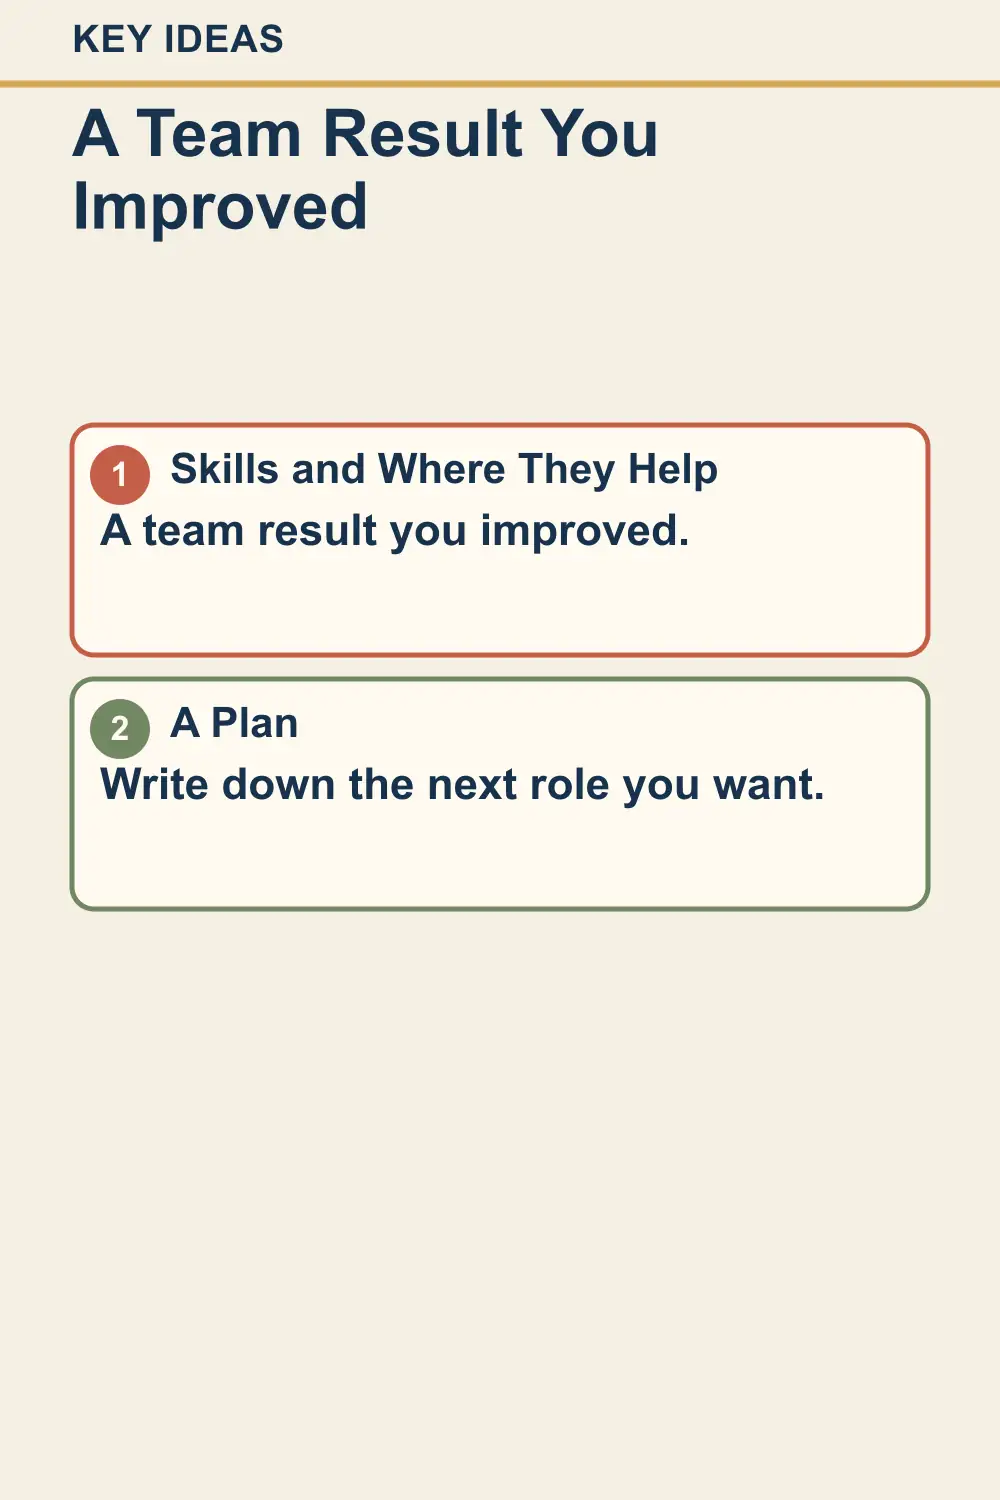 KEY IDEAS
A Team Result You
Improved
1 Skills and Where They Help
A team result you improved.
2 A Plan
Write down the next role you want.